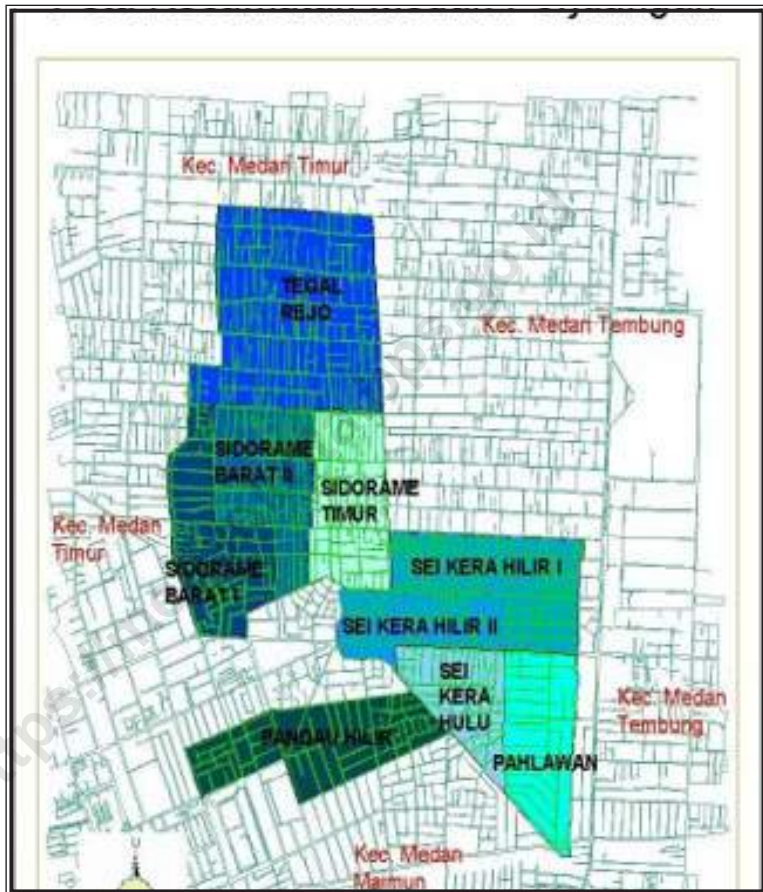 Kec. Medan Timur
TEGAL
REJO
Kec. Medan Tembung
SIDORAME
BARAT II
SIDORAME
TIMUR
Kec. Medan
Timur
SIDORAME
BARAT I
SEI KERA HILIR I
SEI KERA HILIR II
SEI
KERA
HULU
Kec. Medan
Tembung
PANDAU HILIR
PAHLAWAN
Kec. Medan
Marmun